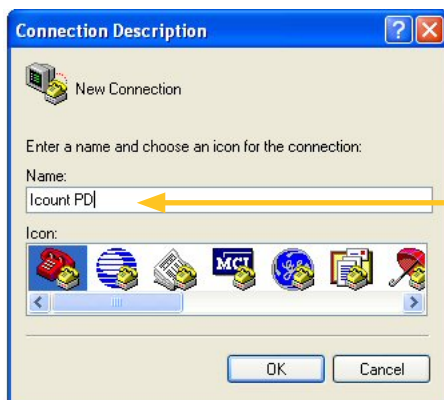 Connection Description
New Connection
Enter a name and choose an icon for the connection:
Name:
Icount PD
Icon:
MCI
OK
Cancel